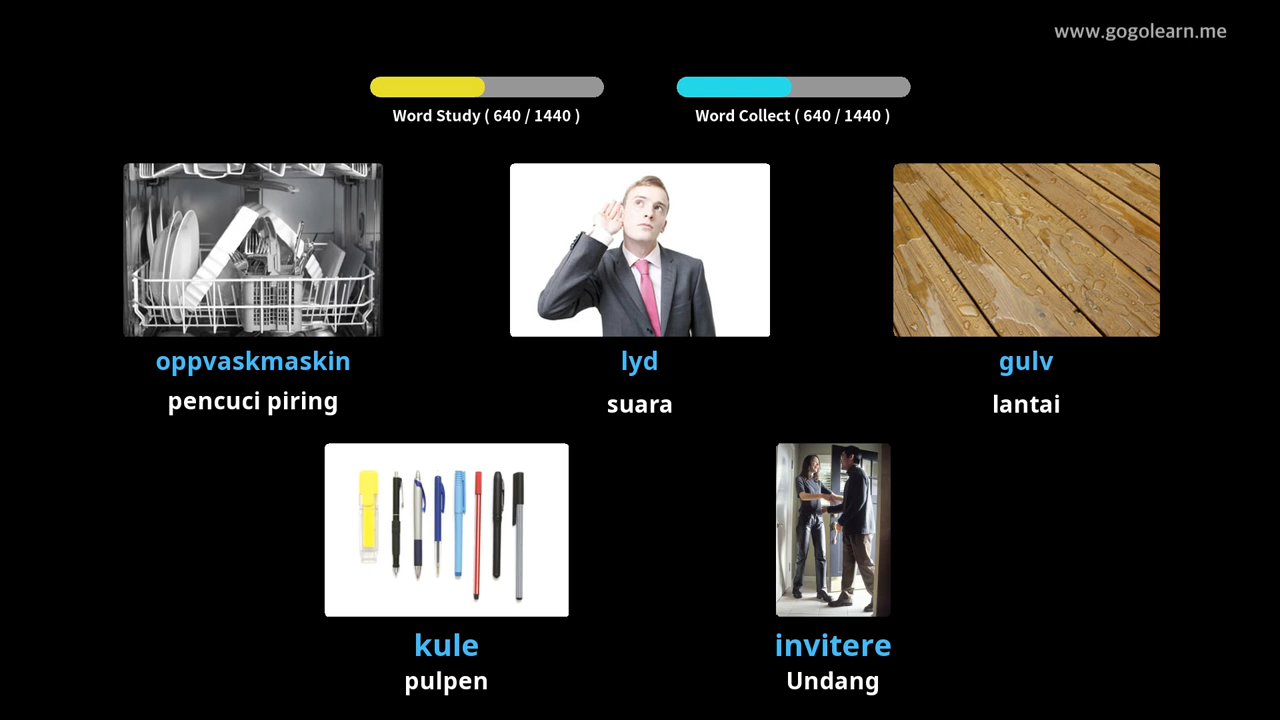 www.gogolearn.me
Word Study ( 640 / 1440 )
Word Collect ( 640 / 1440 )
oppvaskmaskin
pencuci piring
lyd
suara
gulv
lantai
kule
pulpen
invitere
Undang